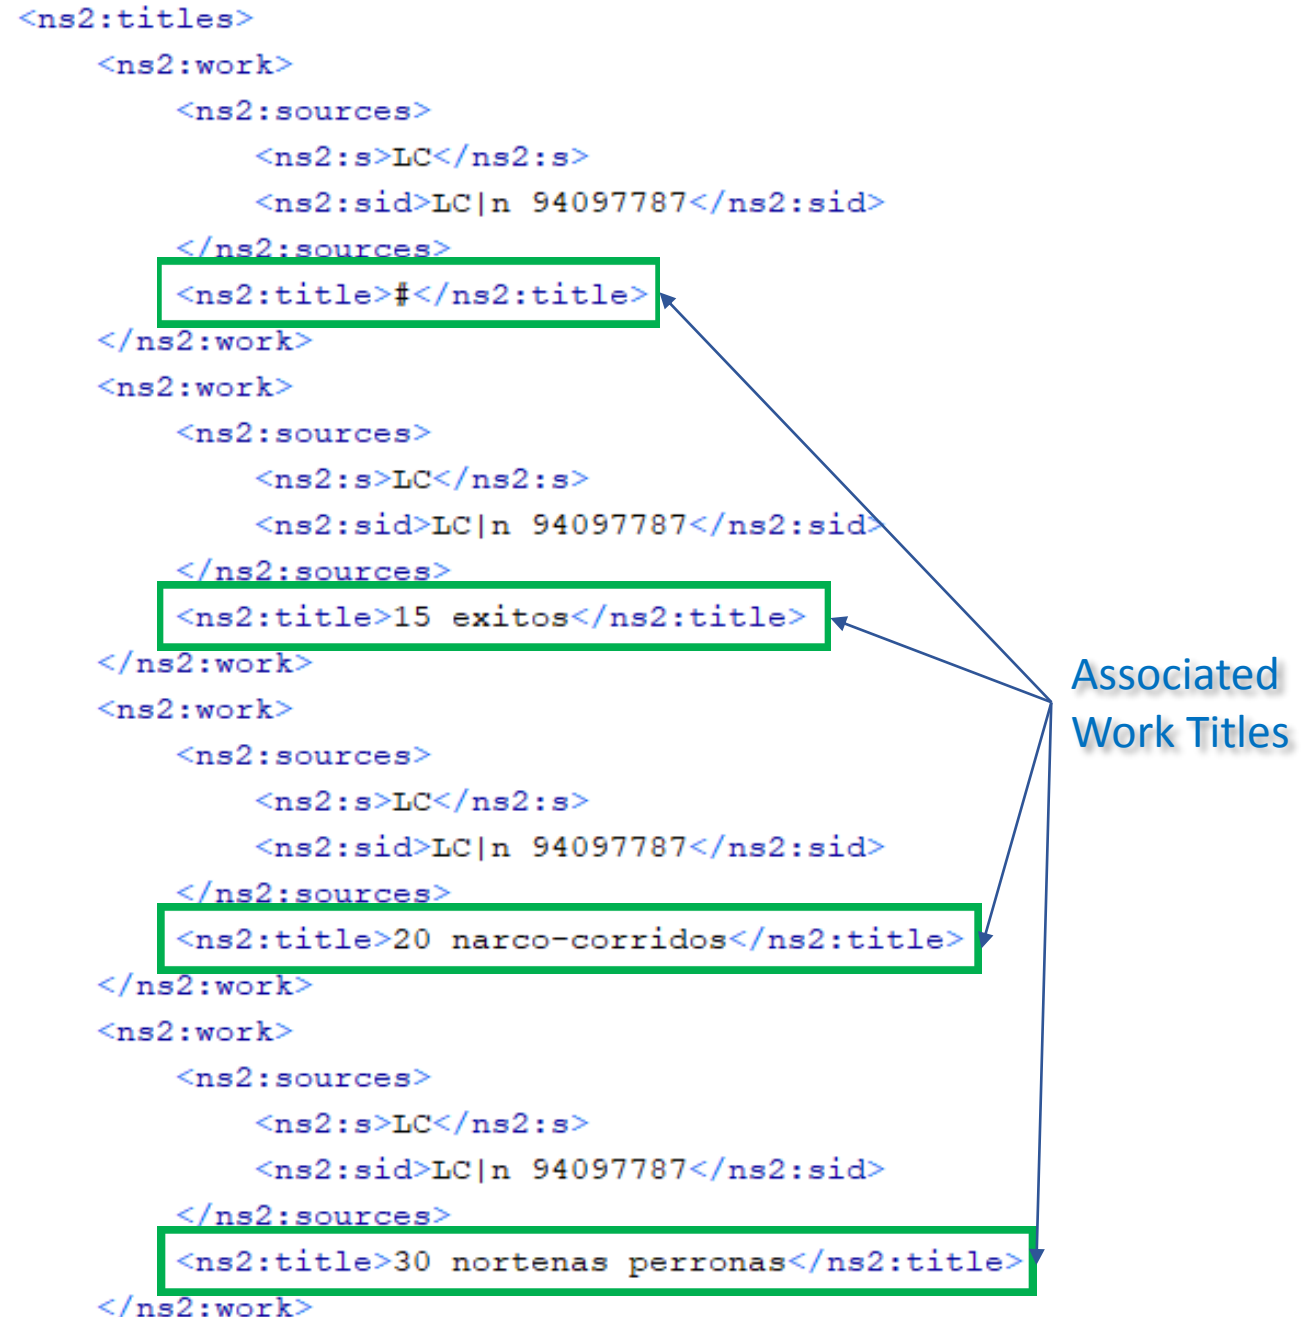 <ns2:titles>
<ns2:work>
<ns2:sources>
<ns2:s>LC</ns2:s>
<ns2:sid>LC|n 94097787</ns2:sid>
</ns2:sources>
<ns2:title>#</ns2:title>
</ns2:work>
<ns2:work>
<ns2:sources>
<ns2:s>LC</ns2:s>
<ns2:sid>LC|n 94097787</ns2:sid>
</ns2:sources>
<ns2:title>15 exitos</ns2:title>
</ns2:work>
<ns2:work>
<ns2:sources>
<ns2:s>LC</ns2:s>
<ns2:sid>LC|n 94097787</ns2:sid>
</ns2:sources>
<ns2:title>20 narco-corridos</ns2:title>
</ns2:work>
<ns2:work>
<ns2:sources>
<ns2:s>LC</ns2:s>
<ns2:sid>LC|n 94097787</ns2:sid>
</ns2:sources>
<ns2:title>30 nortenas perronas</ns2:title>
</ns2:work>
Associated
Work Titles